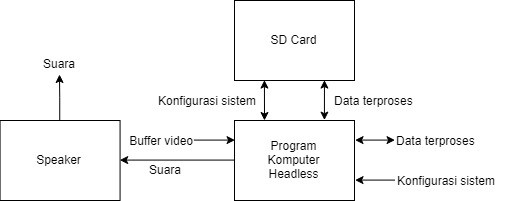 SD Card
Suara
Konfigurasi sistem
Data terproses
Speaker
Buffer video
Suara
Program
Komputer
Headless
Data terproses
Konfigurasi sistem